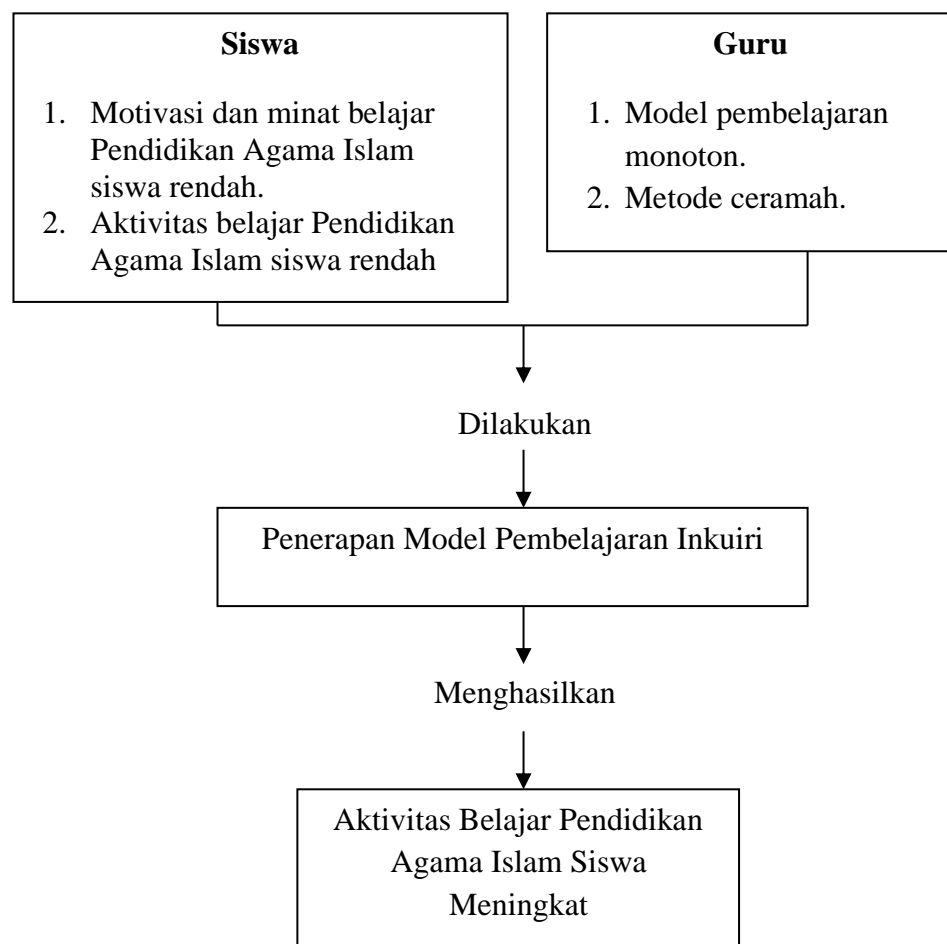 Siswa
1. Motivasi dan minat belajar
Pendidikan Agama Islam
siswa rendah.
2. Aktivitas belajar Pendidikan
Agama Islam siswa rendah
Guru
1. Model pembelajaran
monoton.
2. Metode ceramah.
Dilakukan
Penerapan Model Pembelajaran Inkuiri
Menghasilkan
Aktivitas Belajar Pendidikan
Agama Islam Siswa
Meningkat